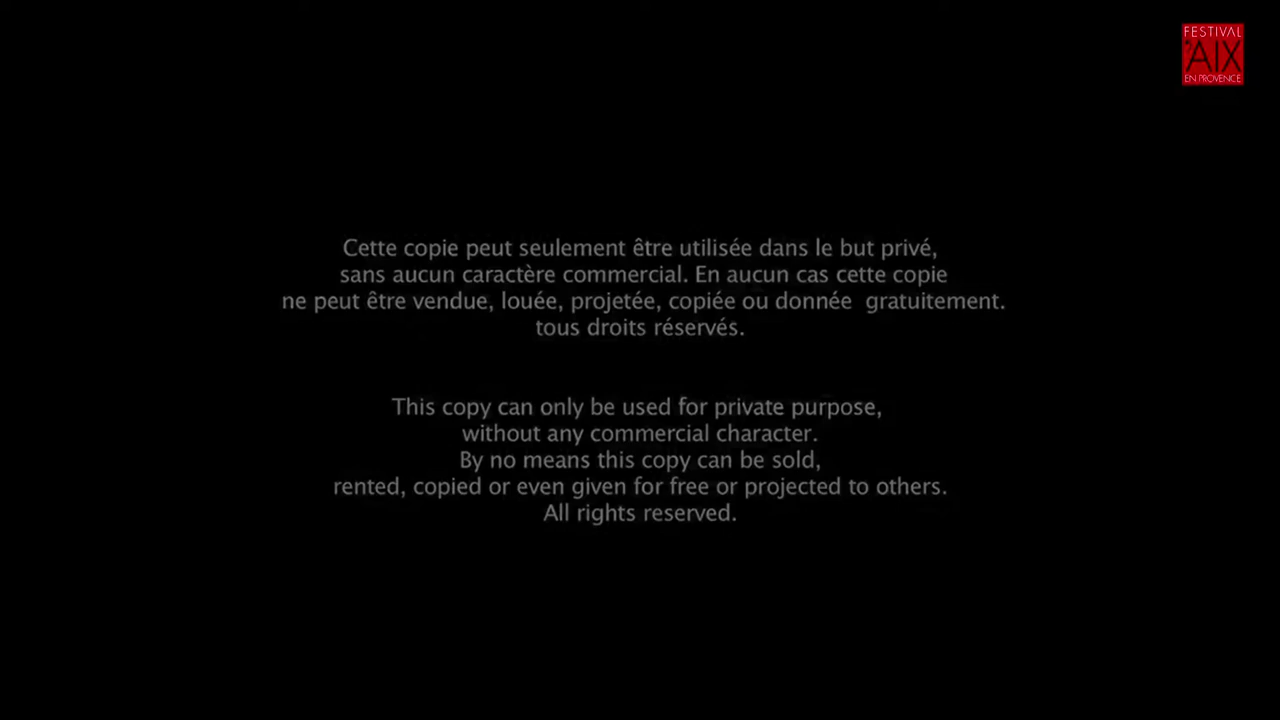 FESTIVAL
D'AIX
EN PROVENCE
Cette copie peut seulement être utilisée dans le but privé,
sans aucun caractère commercial. En aucun cas cette copie
ne peut être vendue, louée, projetée, copiée ou donnée  gratuitement.
tous droits réservés.
This copy can only be used for private purpose,
without any commercial character.
By no means this copy can be sold,
rented, copied or even given for free or projected to others.
All rights reserved.